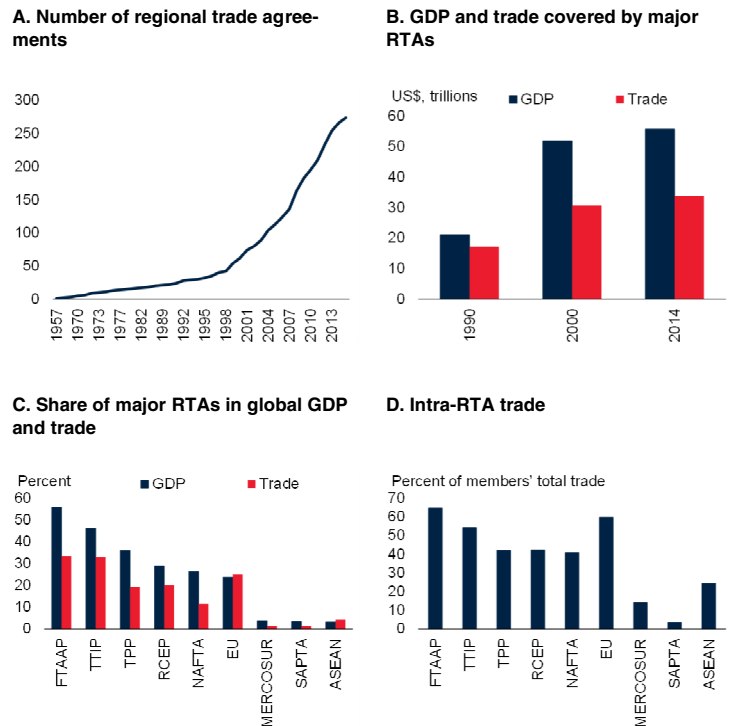 A. Number of regional trade agree-
ments
300
250
200
150
100
50
0
1957
1970
1973
1977
1982
1989
1992
1995
1998
2001
2004
2007
2010
2013
B. GDP and trade covered by major
RTAs
US$, trillions
GDP
Trade
60
50
40
30
20
10
0
1990
2000
2014
C. Share of major RTAs in global GDP
and trade
Percent
GDP
Trade
60
50
40
30
20
10
0
FTAAP
TTIP
TPP
RCEP
NAFTA
EU
MERCOSUR
SAPTA
ASEAN
D. Intra-RTA trade
Percent of members' total trade
70
60
50
40
30
20
10
0
FTAAP
TTIP
TPP
RCEP
NAFTA
EU
MERCOSUR
SAPTA
ASEAN